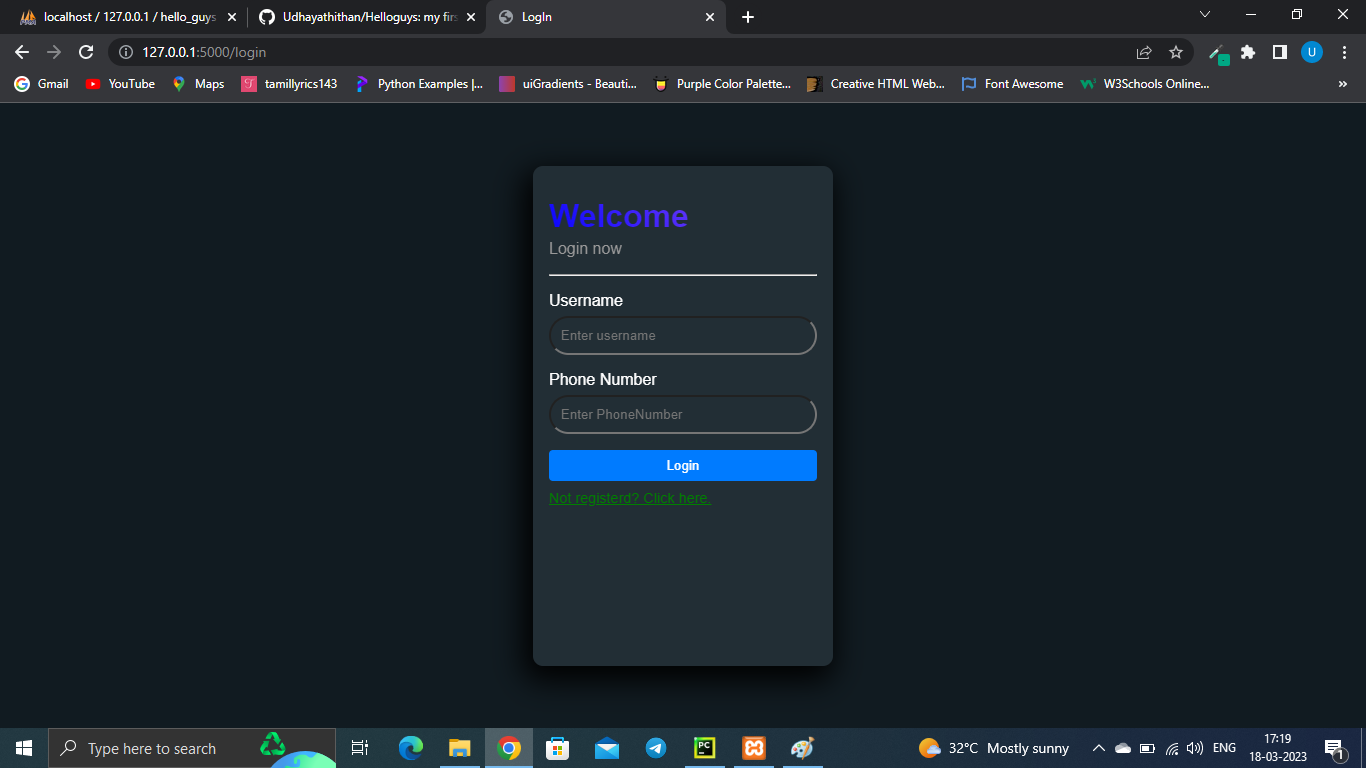 localhost / 127.0.0.1 / hello_guys
Udhayathithan/Helloguys: my firs
LogIn
127.0.0.1:5000/login
U
Gmail
YouTube
Maps
tamillyrics143
Python Examples |...
uiGradients - Beauti...
Purple Color Palette...
Creative HTML Web...
Font Awesome
W3Schools Online...
»
Welcome
Login now
Username
Enter username
Phone Number
Enter PhoneNumber
Login
Not registerd? Click here.
Type here to search
PC
32°C Mostly sunny
ENG
17:19
18-03-2023
1